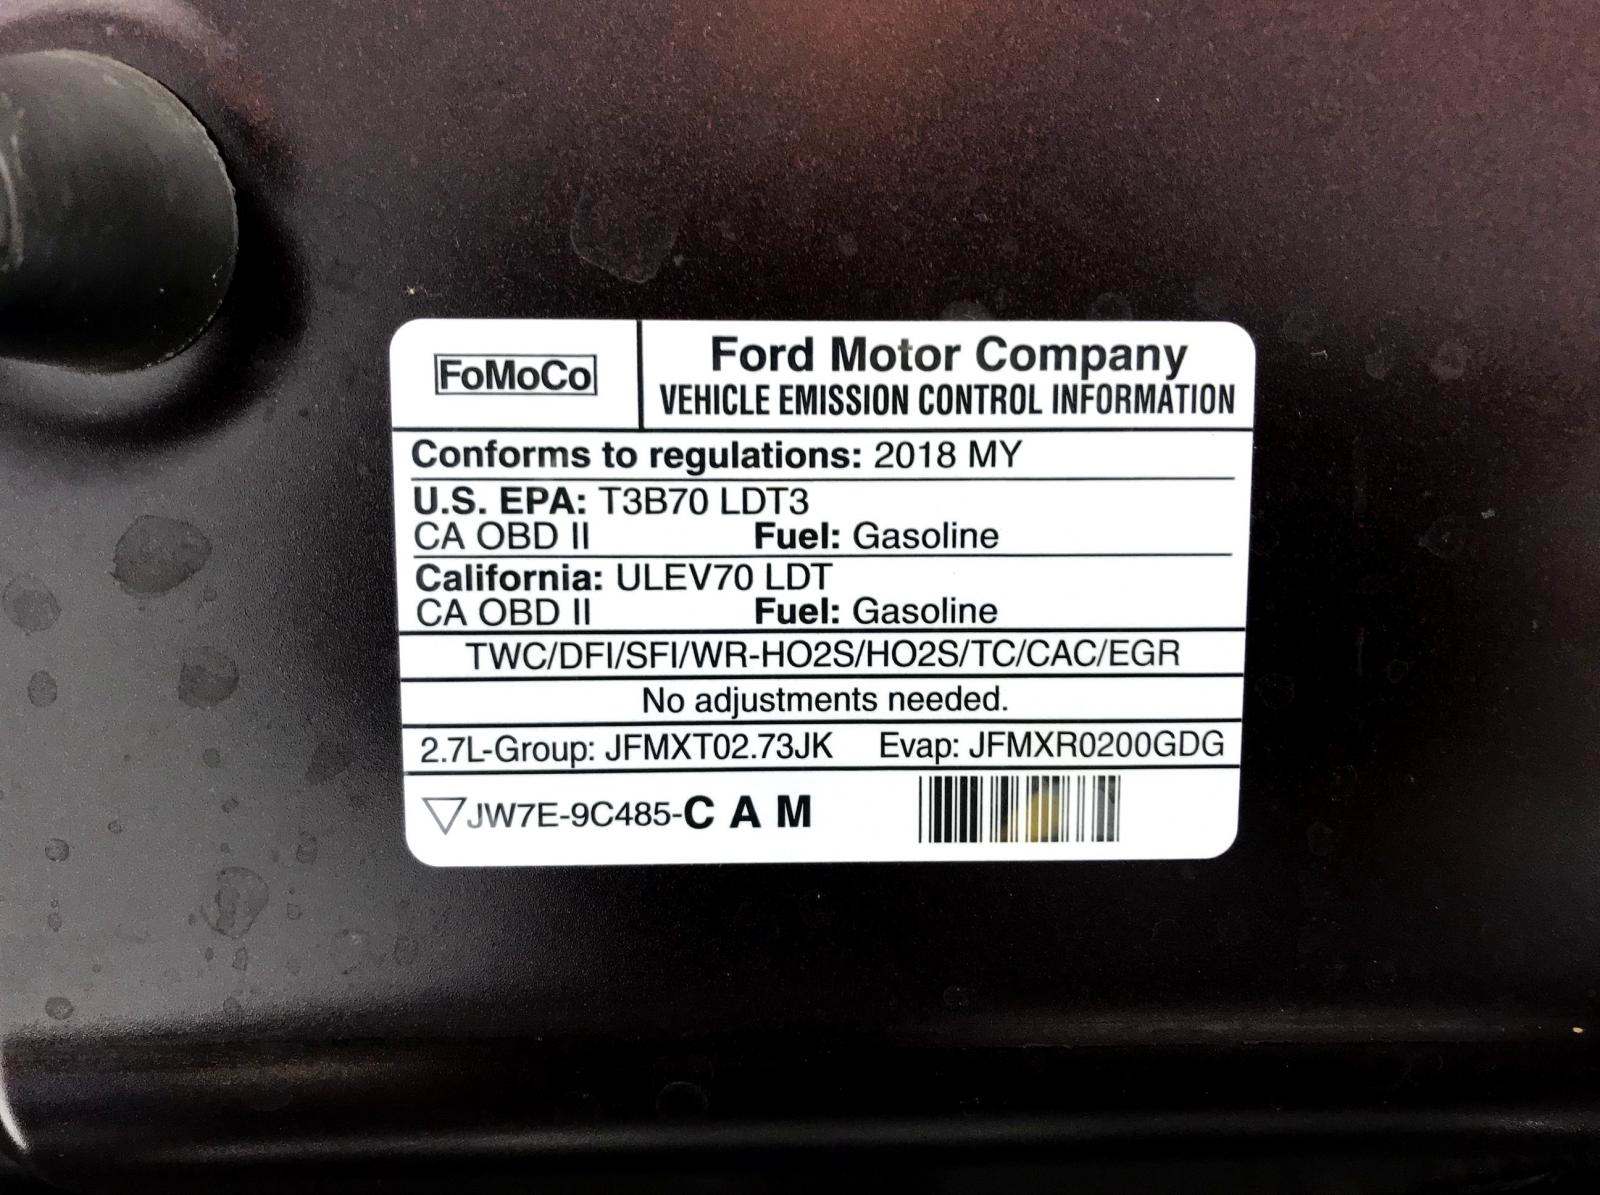 FoMoCo
Ford Motor Company
VEHICLE EMISSION CONTROL INFORMATION
Conforms to regulations: 2018 MY
U.S. EPA: T3B70 LDT3
CA OBD II Fuel: Gasoline
California: ULEV70 LDT
CA OBD II Fuel: Gasoline
TWC/DFI/SFI/WR-HO2S/HO2S/TC/CAC/EGR
No adjustments needed.
2.7L-Group: JFMXT02.73JK Evap: JFMXR0200GDG
▽JW7E-9C485-C A M